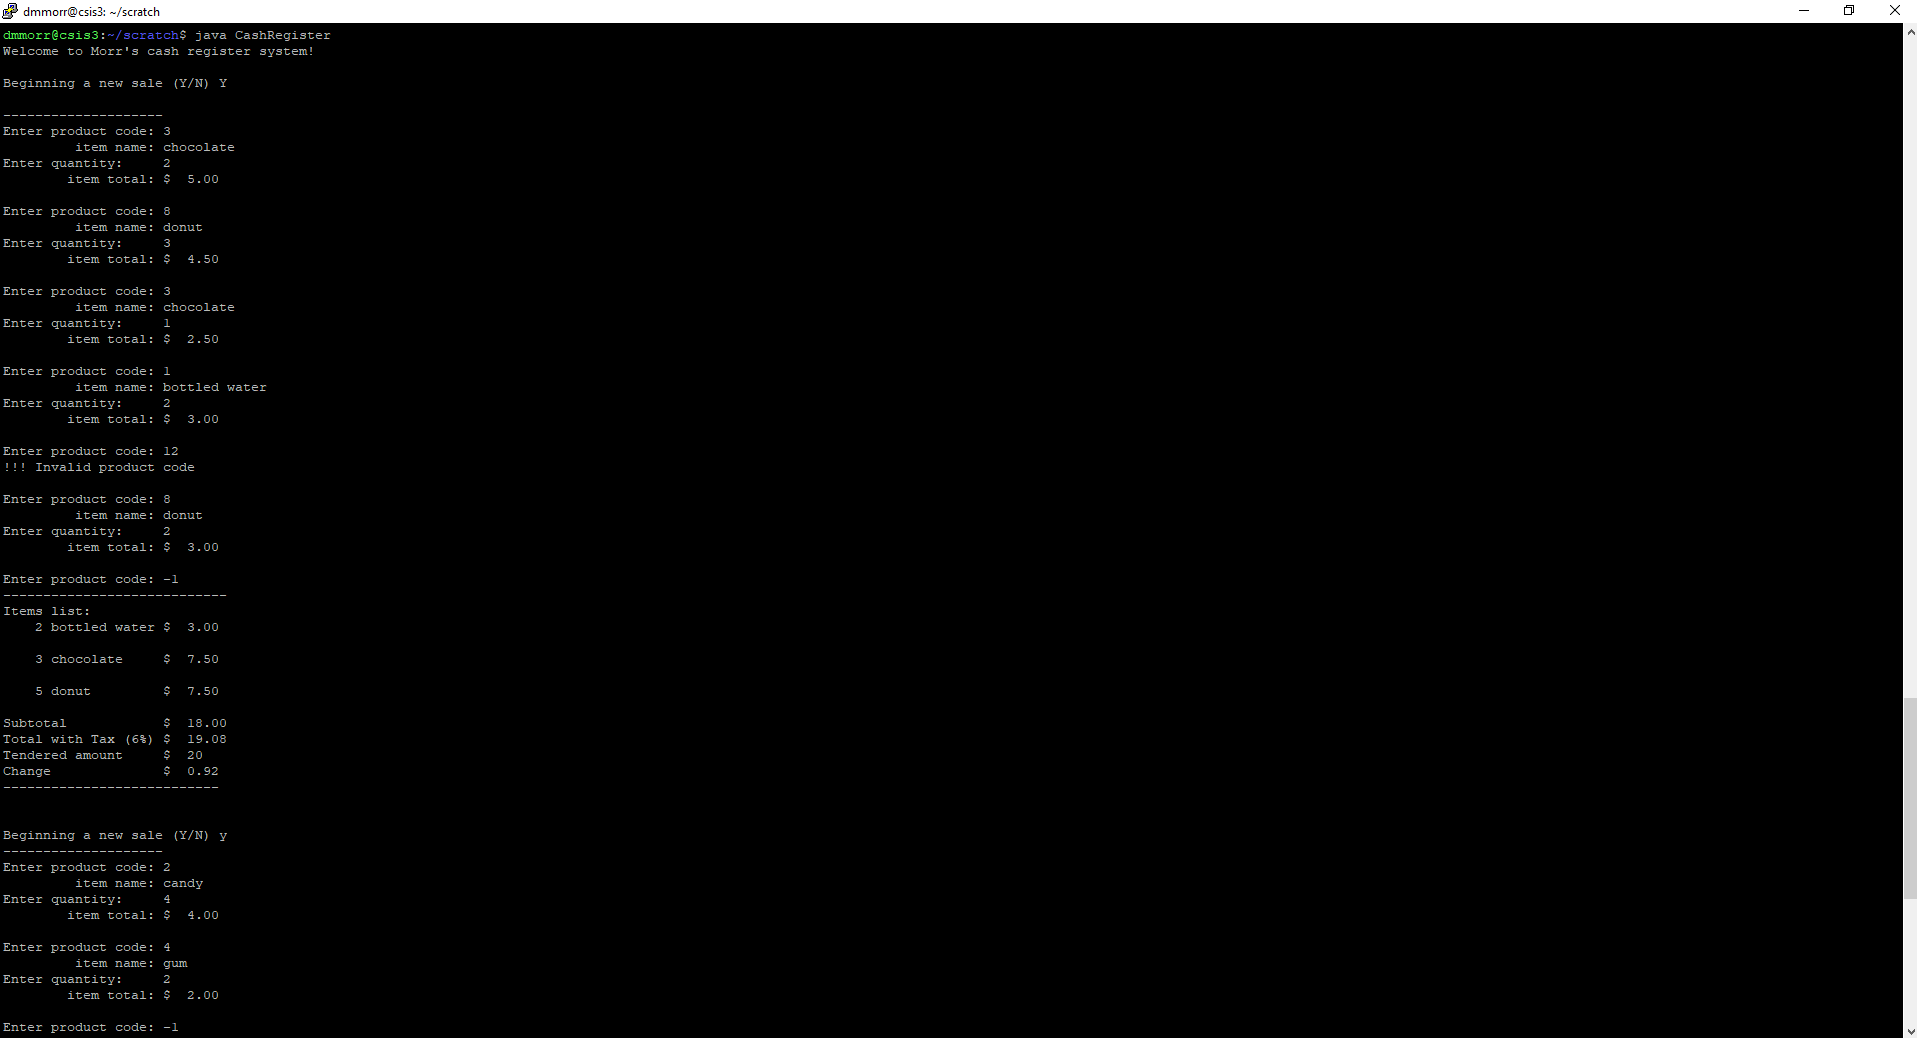 dmmorr@csis3: ~/scratch
dmmorr@csis3:~/scratch$ java CashRegister
Welcome to Morr's cash register system!
Beginning a new sale (Y/N) Y
--------------------
Enter product code: 3
item name: chocolate
Enter quantity: 2
item total: $ 5.00
Enter product code: 8
item name: donut
Enter quantity: 3
item total: $ 4.50
Enter product code: 3
item name: chocolate
Enter quantity: 1
item total: $ 2.50
Enter product code: 1
item name: bottled water
Enter quantity: 2
item total: $ 3.00
Enter product code: 12
!!! Invalid product code
Enter product code: 8
item name: donut
Enter quantity: 2
item total: $ 3.00
Enter product code: -1
----------------------------
Items list:
2 bottled water $ 3.00
3 chocolate $ 7.50
5 donut $ 7.50
Subtotal $ 18.00
Total with Tax (6%) $ 19.08
Tendered amount $ 20
Change $ 0.92
---------------------------
Beginning a new sale (Y/N) y
--------------------
Enter product code: 2
item name: candy
Enter quantity: 4
item total: $ 4.00
Enter product code: 4
item name: gum
Enter quantity: 2
item total: $ 2.00
Enter product code: -1